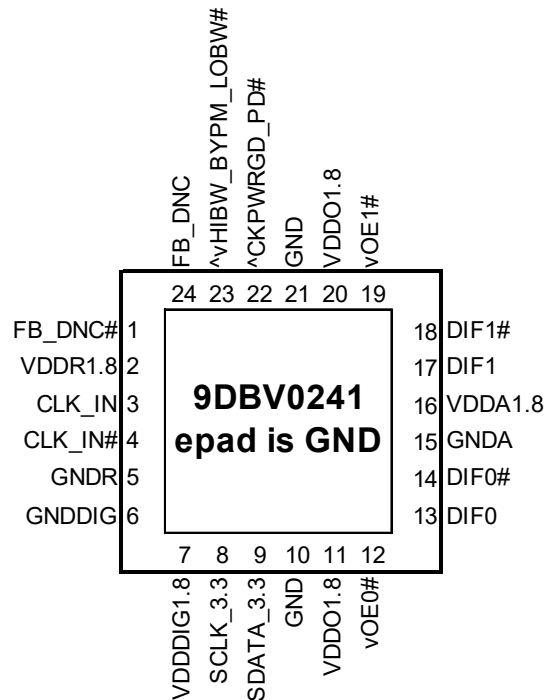 FB_DNC
^vHIBW_BYPM_LOBW#
^CKPWRGD_PD#
GND
VDDO1.8
vOE1#
24 23 22 21 20 19
FB_DNC# 1
VDDR1.8 2
CLK_IN 3
CLK_IN# 4
GNDR 5
GNDDIG 6
9DBV0241
epad is GND
18 DIF1#
17 DIF1
16 VDDA1.8
15 GNDA
14 DIF0#
13 DIF0
7 8 9 10 11 12
VDDDIG1.8
SCLK_3.3
SDATA_3.3
GND
VDDO1.8
vOE0#